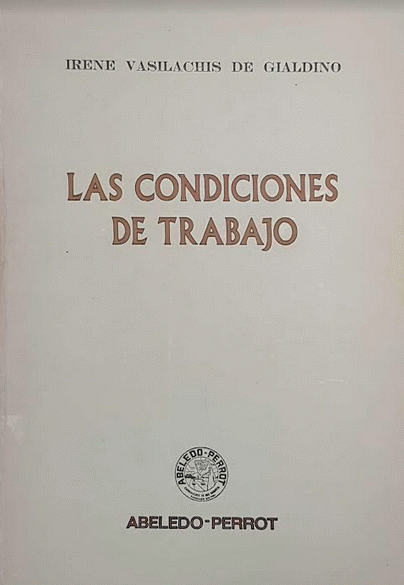 IRENE VASILACHIS DE GIALDINO
LAS CONDICIONES
DE TRABAJO
ABELEDO-PERROT
ABELEDO-PERROT